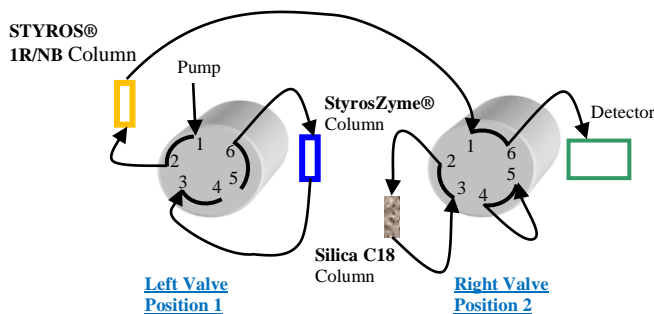 STYROS®
1R/NB Column
Pump
StyrosZyme®
Column
Detector
1
2
3
4
5
6
1
2
3
4
5
6
Silica C18
Column
Left Valve
Position 1
Right Valve
Position 2